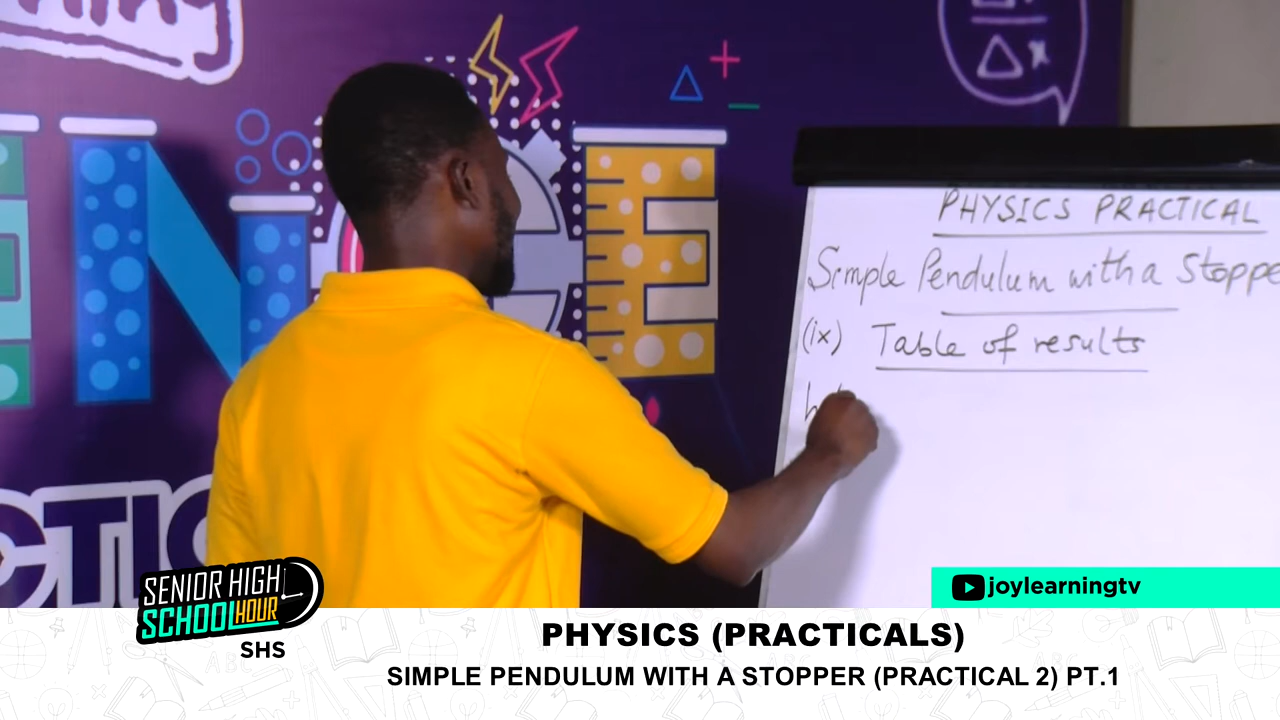 PHYSICS PRACTICAL
Simple Pendulum with a Stoppe
(ix) Table of results
SENIOR HIGH
SCHOOL HOUR
SHS
joylearningtv
PHYSICS (PRACTICALS)
SIMPLE PENDULUM WITH A STOPPER (PRACTICAL 2) PT.1